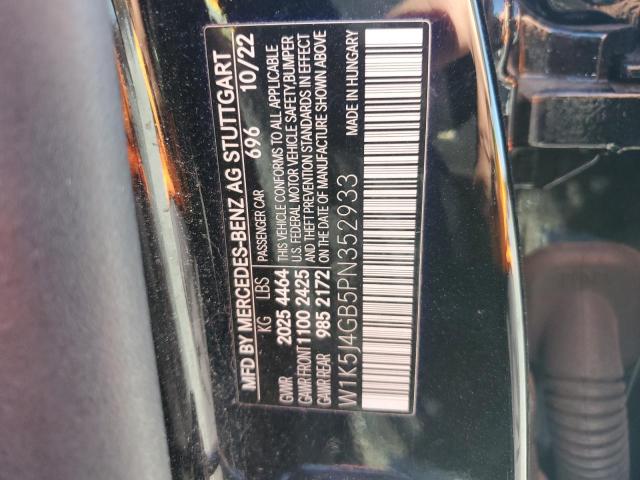 MFD BY MERCEDES-BENZ AG STUTTGART
696 10/22
KG LBS PASSENGER CAR
GVWR 2025 4464 THIS VEHICLE CONFORMS TO ALL APPLICABLE
GAWR FRONT 1100 2425 U.S. FEDERAL MOTOR VEHICLE SAFETY, BUMPER
GAWR REAR 985 2172 AND THEFT PREVENTION STANDARDS IN EFFECT
ON THE DATE OF MANUFACTURE SHOWN ABOVE
W1K5J4GB5PN352933 MADE IN HUNGARY